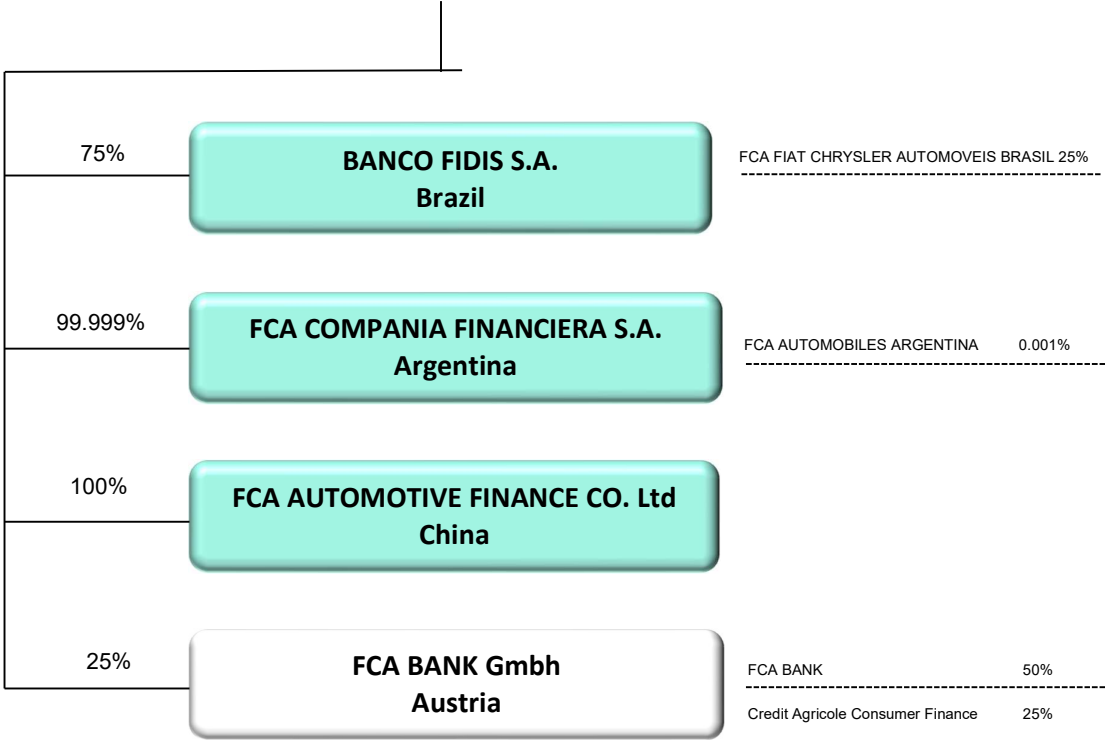 75%
BANCO FIDIS S.A.
Brazil
FCA FIAT CHRYSLER AUTOMOVEIS BRASIL 25%
99.999%
FCA COMPANIA FINANCIERA S.A.
Argentina
FCA AUTOMOBILES ARGENTINA 0.001%
100%
FCA AUTOMOTIVE FINANCE CO. Ltd
China
25%
FCA BANK Gmbh
Austria
FCA BANK 50%
Credit Agricole Consumer Finance 25%